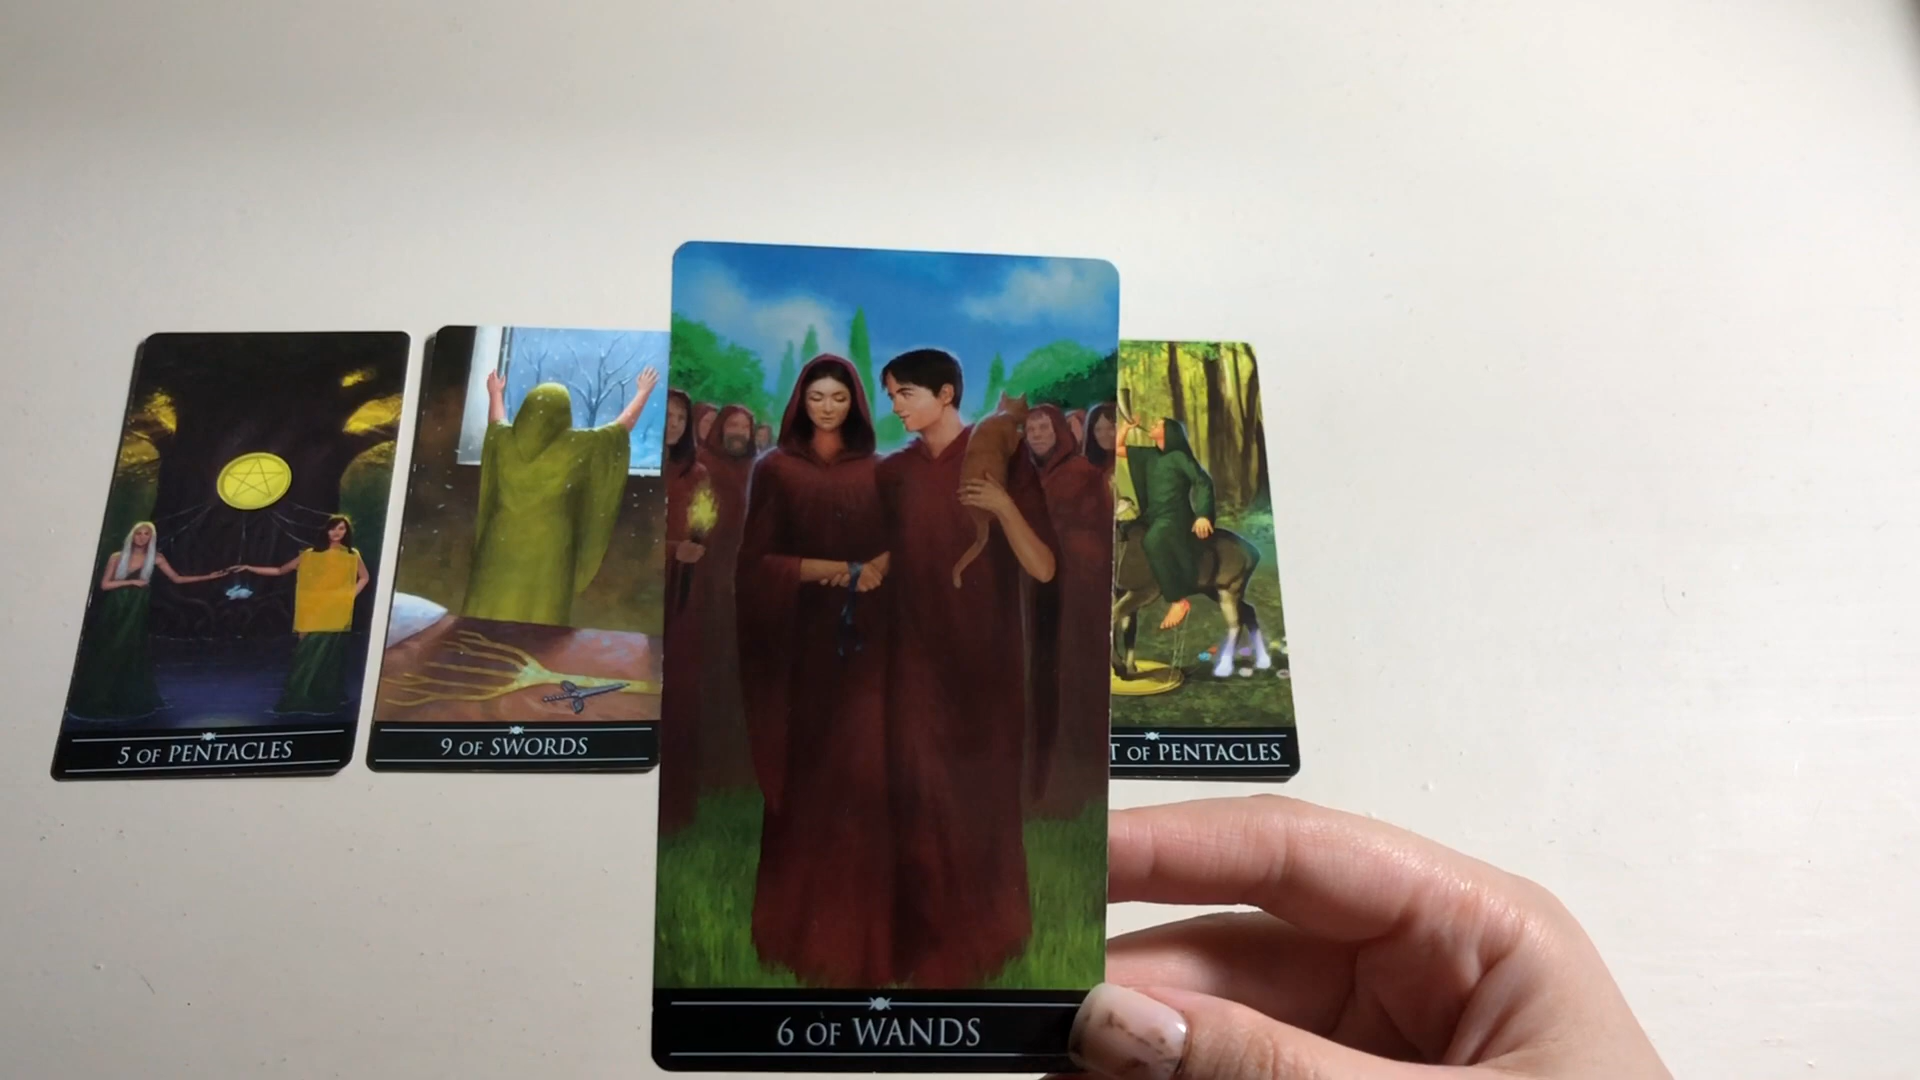 5 OF PENTACLES
9 OF SWORDS
6 OF WANDS
T OF PENTACLES